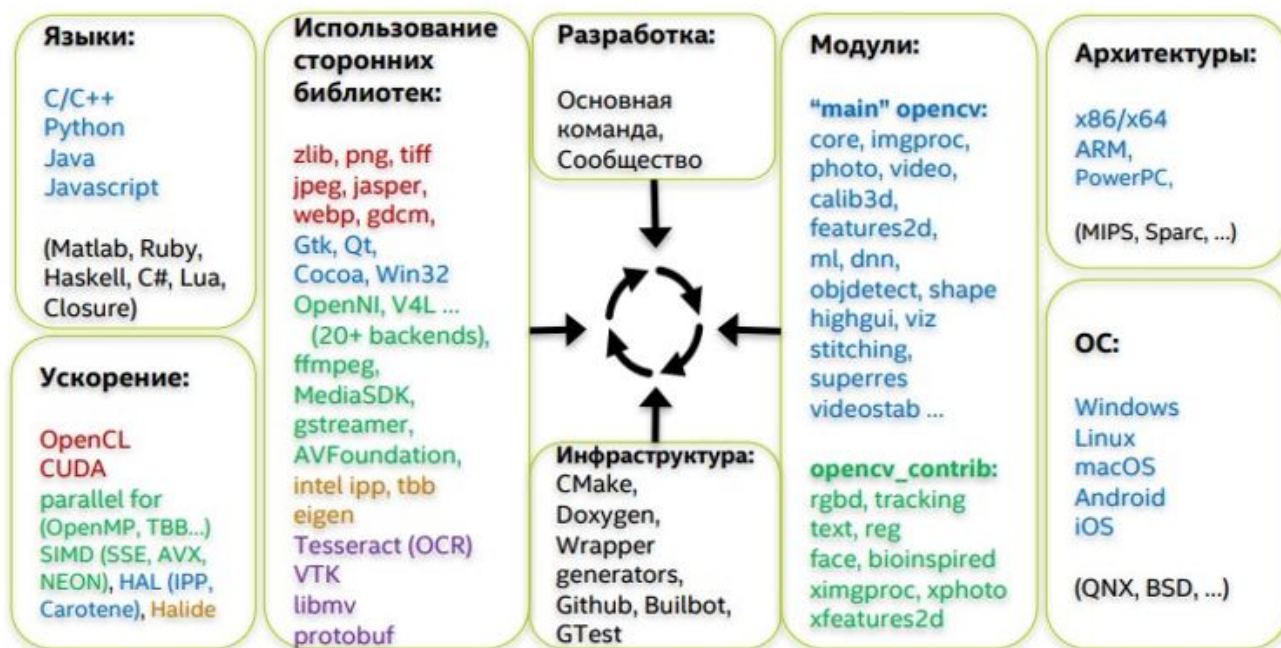 Языки:
C/C++
Python
Java
Javascript
(Matlab, Ruby,
Haskell, C#, Lua,
Closure)
Ускорение:
OpenCL
CUDA
parallel for
(OpenMP, TBB...)
SIMD (SSE, AVX,
NEON), HAL (IPP,
Carotene), Halide
Использование
сторонних
библиотек:
zlib, png, tiff
jpeg, jasper,
webp, gdcm,
Gtk, Qt,
Cocoa, Win32
OpenNI, V4L ...
(20+ backends),
ffmpeg,
MediaSDK,
gstreamer,
AVFoundation,
intel ipp, tbb
eigen
Tesseract (OCR)
VTK
libmv
protobuf
Разработка:
Основная
команда,
Сообщество
Инфраструктура:
CMake,
Doxygen,
Wrapper
generators,
Github, Builbot,
GTest
Модули:
“main” opencv:
core, imgproc,
photo, video,
calib3d,
features2d,
ml, dnn,
objdetect, shape
highgui, viz
stitching,
superres
videostab ...
opencv_contrib:
rgbd, tracking
text, reg
face, bioinspired
ximgproc, xphoto
xfeatures2d
Архитектуры:
x86/x64
ARM,
PowerPC,
(MIPS, Sparc, ...)
ОС:
Windows
Linux
macOS
Android
iOS
(QNX, BSD, ...)